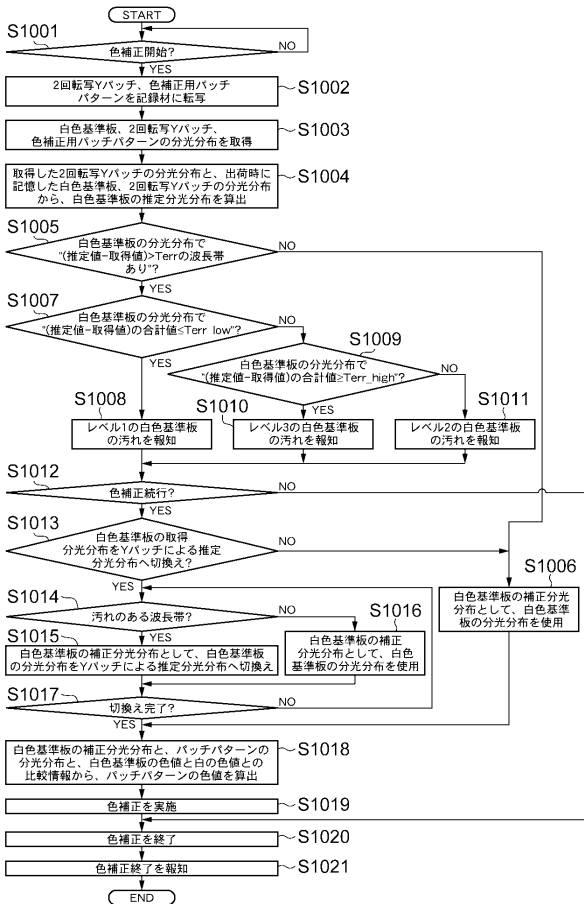 START
S1001
色補正開始?
NO
YES
2回転写Yパッチ、色補正用パッチ
パターンを記録材に転写
S1002
白色基準板、2回転写Yパッチ、
色補正用パッチパターンの分光分布を取得
S1003
取得した2回転写Yパッチの分光分布と、出荷時に
記憶した白色基準板、2回転写Yパッチの分光分布
から、白色基準板の推定分光分布を算出
S1004
S1005
白色基準板の分光分布で
"(推定値−取得値)>Terrの波長帯
あり"?
NO
YES
S1007
白色基準板の分光分布で
"(推定値−取得値)の合計値≤Terr_low"?
NO
YES
S1009
白色基準板の分光分布で
"(推定値−取得値)の合計値≥Terr_high"?
NO
YES
S1008
レベル1の白色基準板
の汚れを報知
S1010
レベル3の白色基準板
の汚れを報知
S1011
レベル2の白色基準板
の汚れを報知
S1012
色補正続行?
NO
YES
S1013
白色基準板の取得
分光分布をYパッチによる推定
分光分布へ切換え?
NO
YES
S1006
白色基準板の補正分光
分布として、白色基準
板の分光分布を使用
S1014
汚れのある波長帯?
NO
YES
S1015
白色基準板の補正分光分布として、白色基準板
の分光分布をYパッチによる推定分光分布へ切換え
S1016
白色基準板の補正
分光分布として、白色
基準板の分光分布を使用
S1017
切換え完了?
NO
YES
白色基準板の補正分光分布と、パッチパターンの
分光分布と、白色基準板の色値と白の色値との
比較情報から、パッチパターンの色値を算出
S1018
色補正を実施
S1019
色補正を終了
S1020
色補正終了を報知
S1021
END